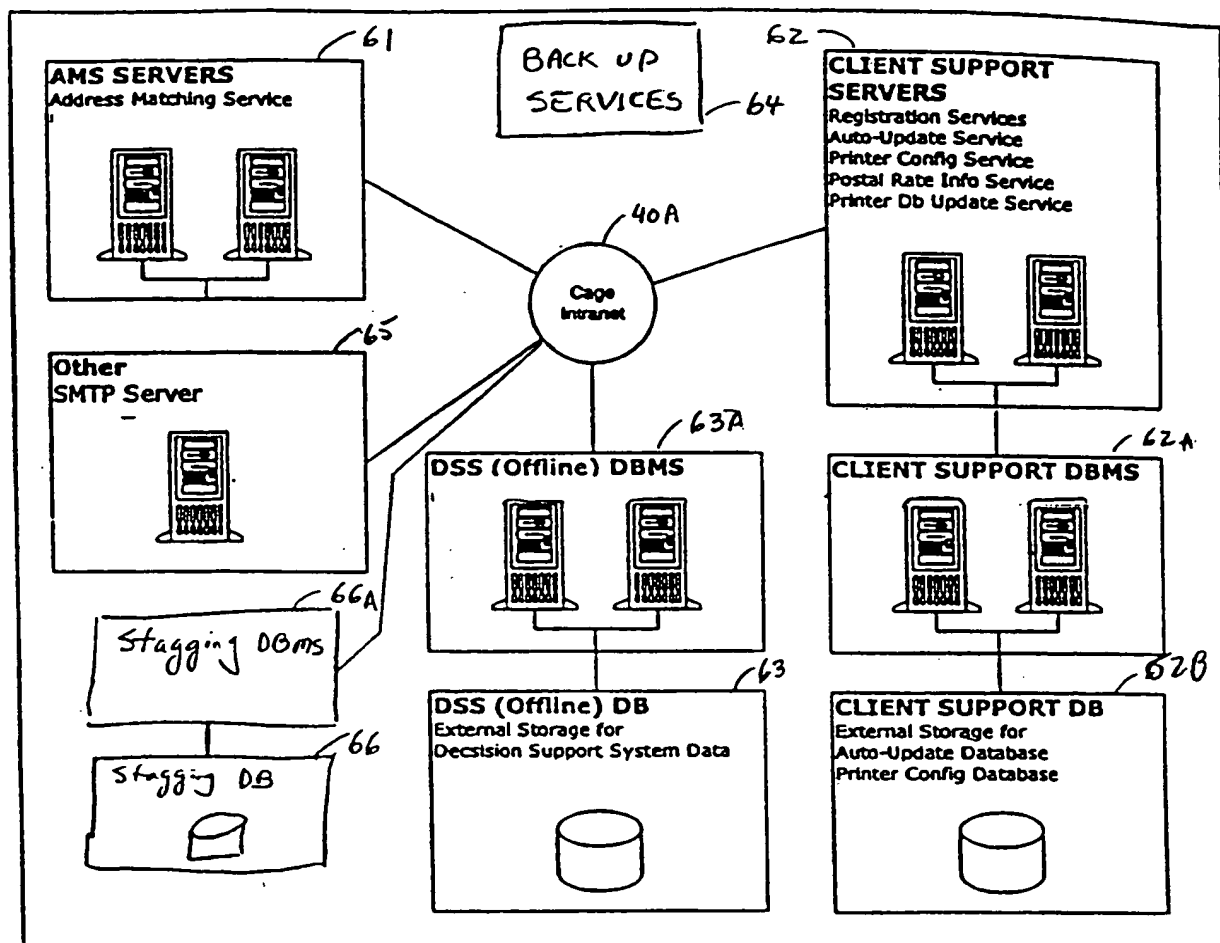 61
AMS SERVERS
Address Matching Service
BACK UP
SERVICES
64
62
CLIENT SUPPORT
SERVERS
Registration Services
Auto-Update Service
Printer Config Service
Postal Rate Info Service
Printer Db Update Service
40A
Cage
Intranet
65
Other
SMTP Server
63A
DSS (Offline) DBMS
62A
CLIENT SUPPORT DBMS
66A
Stagging DBMS
66
Stagging DB
63
DSS (Offline) DB
External Storage for
Decsision Support System Data
62B
CLIENT SUPPORT DB
External Storage for
Auto-Update Database
Printer Config Database